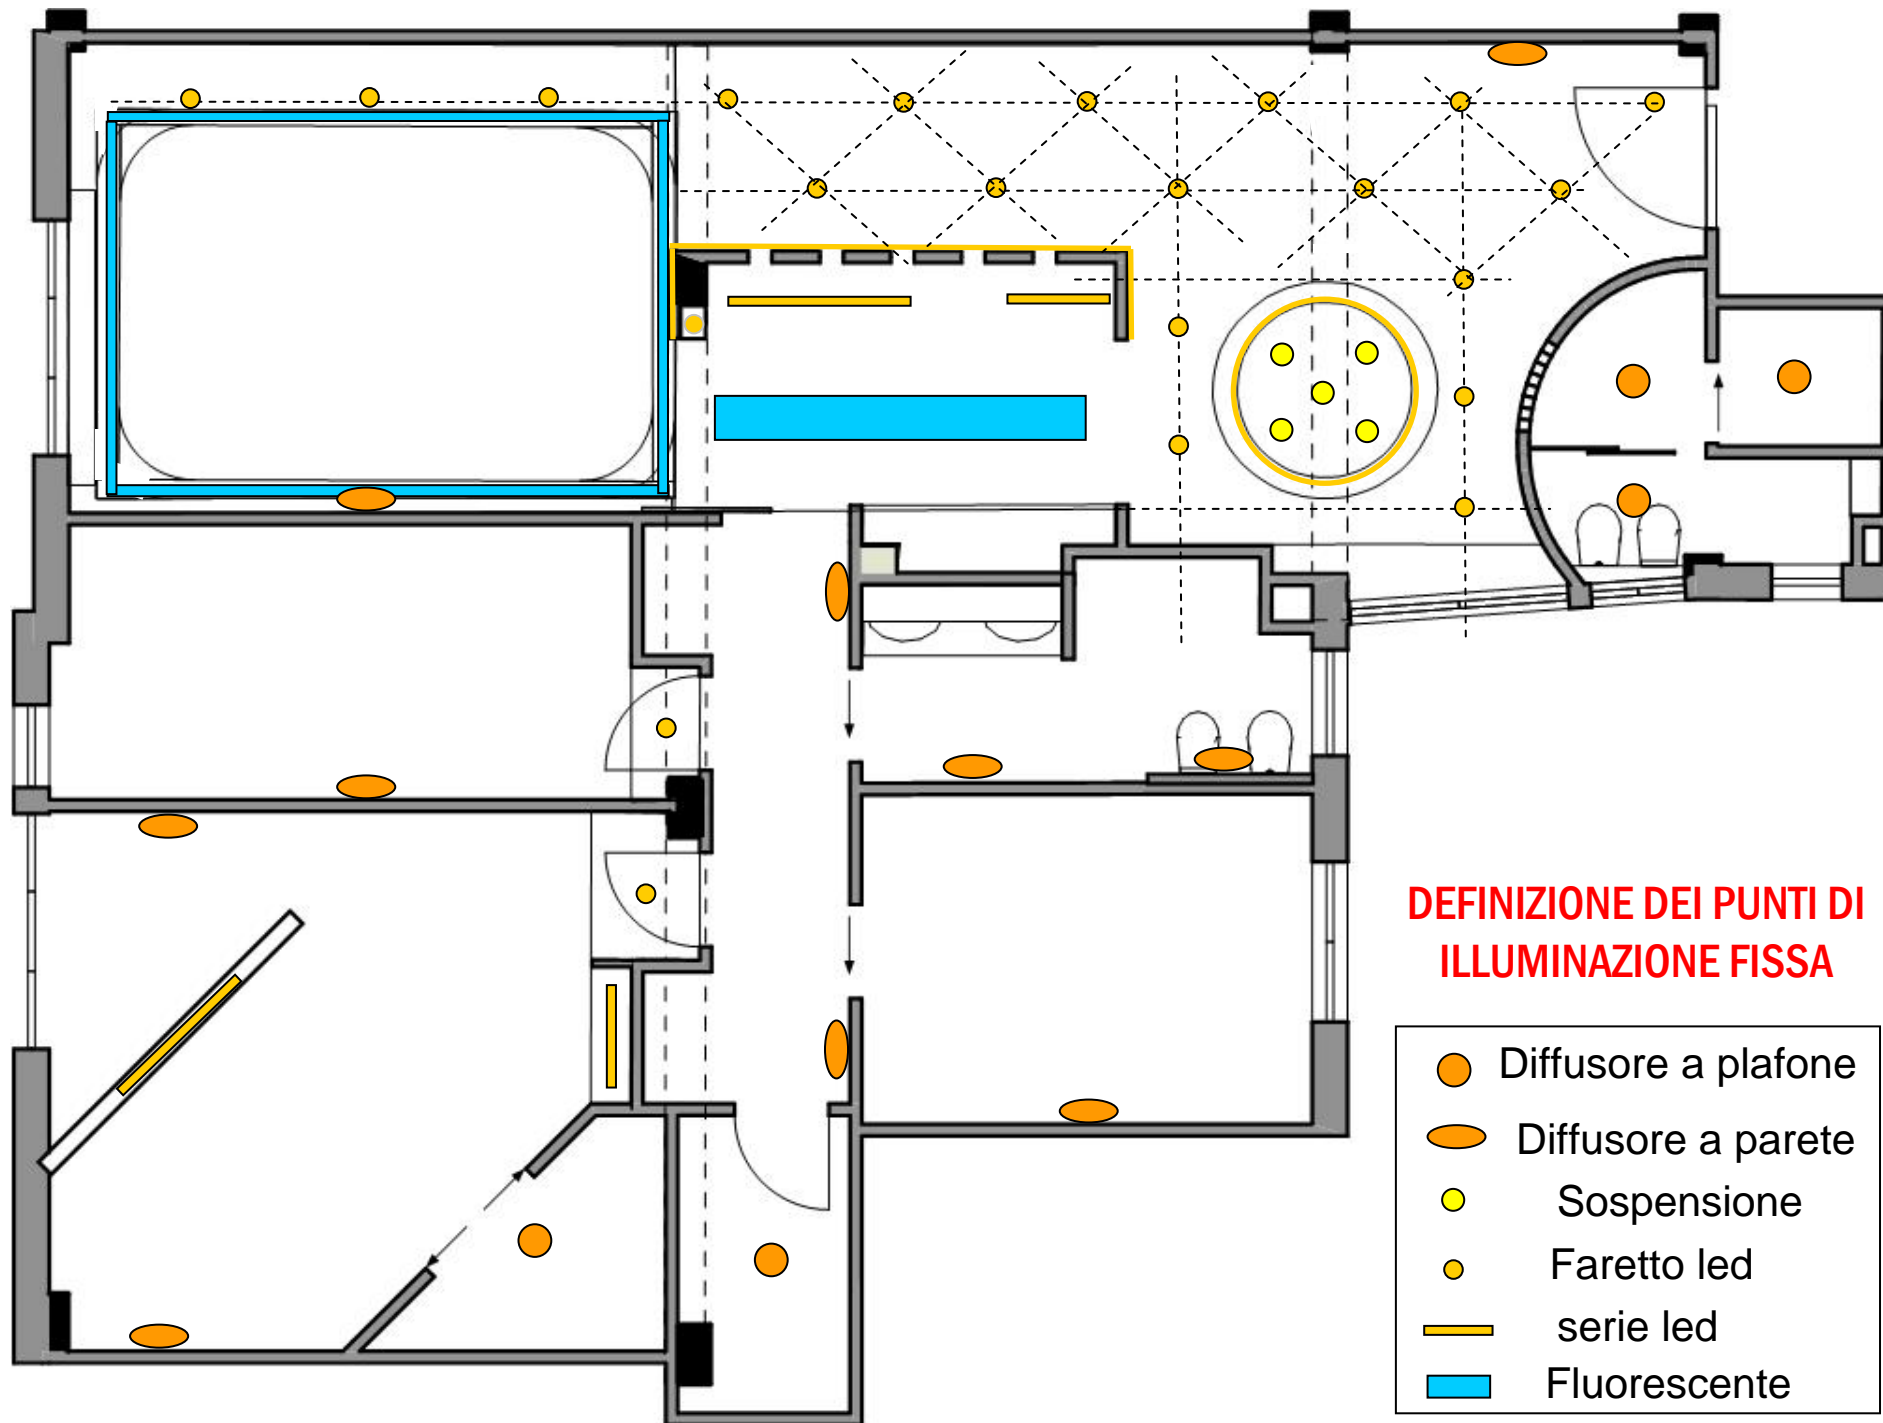 DEFINIZIONE DEI PUNTI DI
ILLUMINAZIONE FISSA
Diffusore a plafone
Diffusore a parete
Sospensione
Faretto led
serie led
Fluorescente